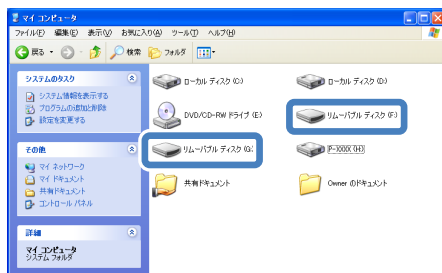 マイ コンピュータ
ファイル(F) 編集(E) 表示(V) お気に入り(A) ツール(T) ヘルプ(H)
戻る 検索 フォルダ
システムのタスク
システム情報を表示する
プログラムの追加と削除
設定を変更する
その他
マイ ネットワーク
マイ ドキュメント
共有ドキュメント
コントロール パネル
詳細
マイ コンピュータ
システム フォルダ
ローカル ディスク (C:)
ローカル ディスク (D:)
DVD/CD-RW ドライブ (E:)
リムーバブル ディスク (F:)
リムーバブル ディスク (G:)
P-XXXX (H:)
共有ドキュメント
Owner のドキュメント